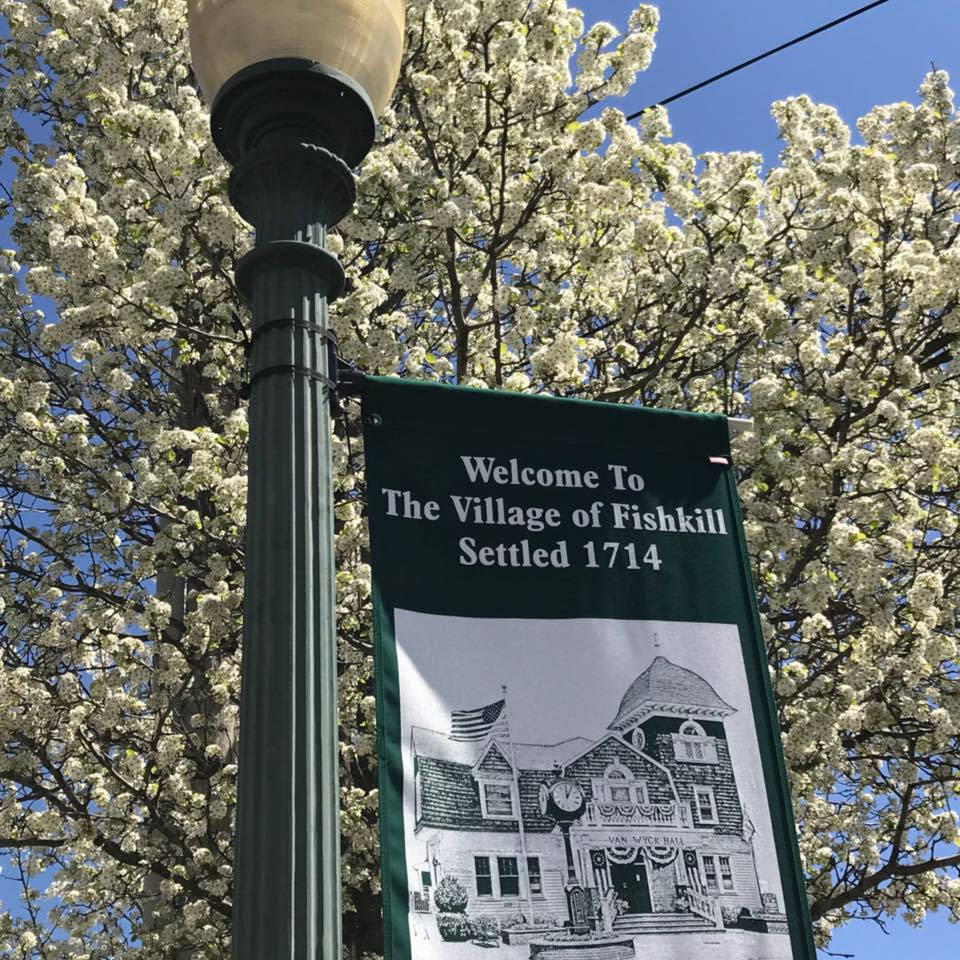 Welcome To
The Village of Fishkill
Settled 1714
VAN WYCK HALL